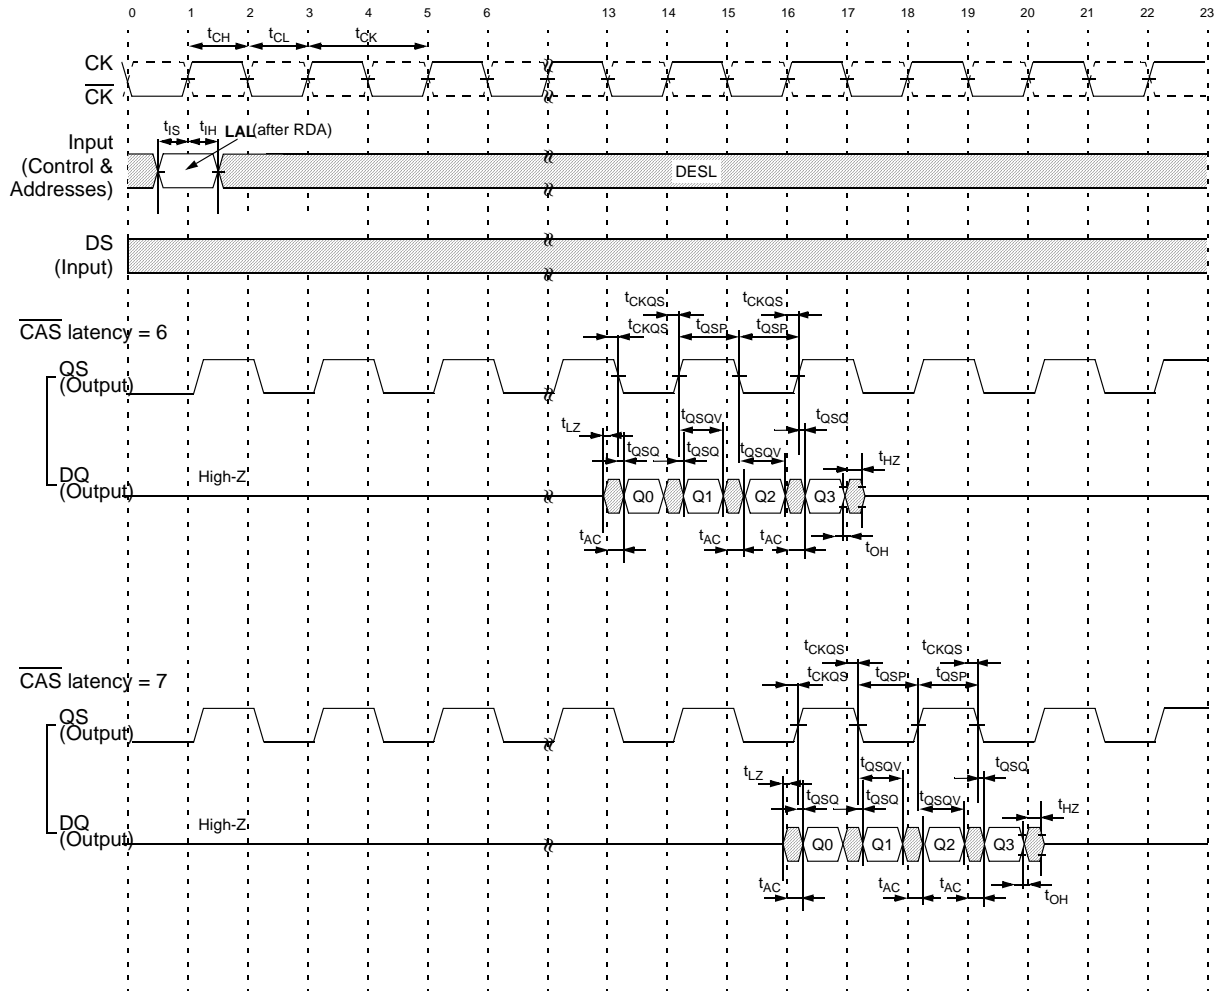 0 1 2 3 4 5 6 13 14 15 16 17 18 19 20 21 22 23
tCH tCL tCK
CK
CK
tIS tIH LAL(after RDA)
Input
(Control &
Addresses)
DESL
DS
(Input)
tCKQS tCKQS
CAS latency = 6
tCKQS tQSP tQSP
QS
(Output)
tLZ tQSQV tQSQ
tQSQ tQSQ tQSQV tHZ
DQ
(Output)
High-Z
Q0 Q1 Q2 Q3
tAC tAC tAC tOH
tCKQS tCKQS
CAS latency = 7
tCKQS tQSP tQSP
QS
(Output)
tLZ tQSQV tQSQ
tQSQ tQSQ tQSQV tHZ
DQ
(Output)
High-Z
Q0 Q1 Q2 Q3
tAC tAC tAC tOH